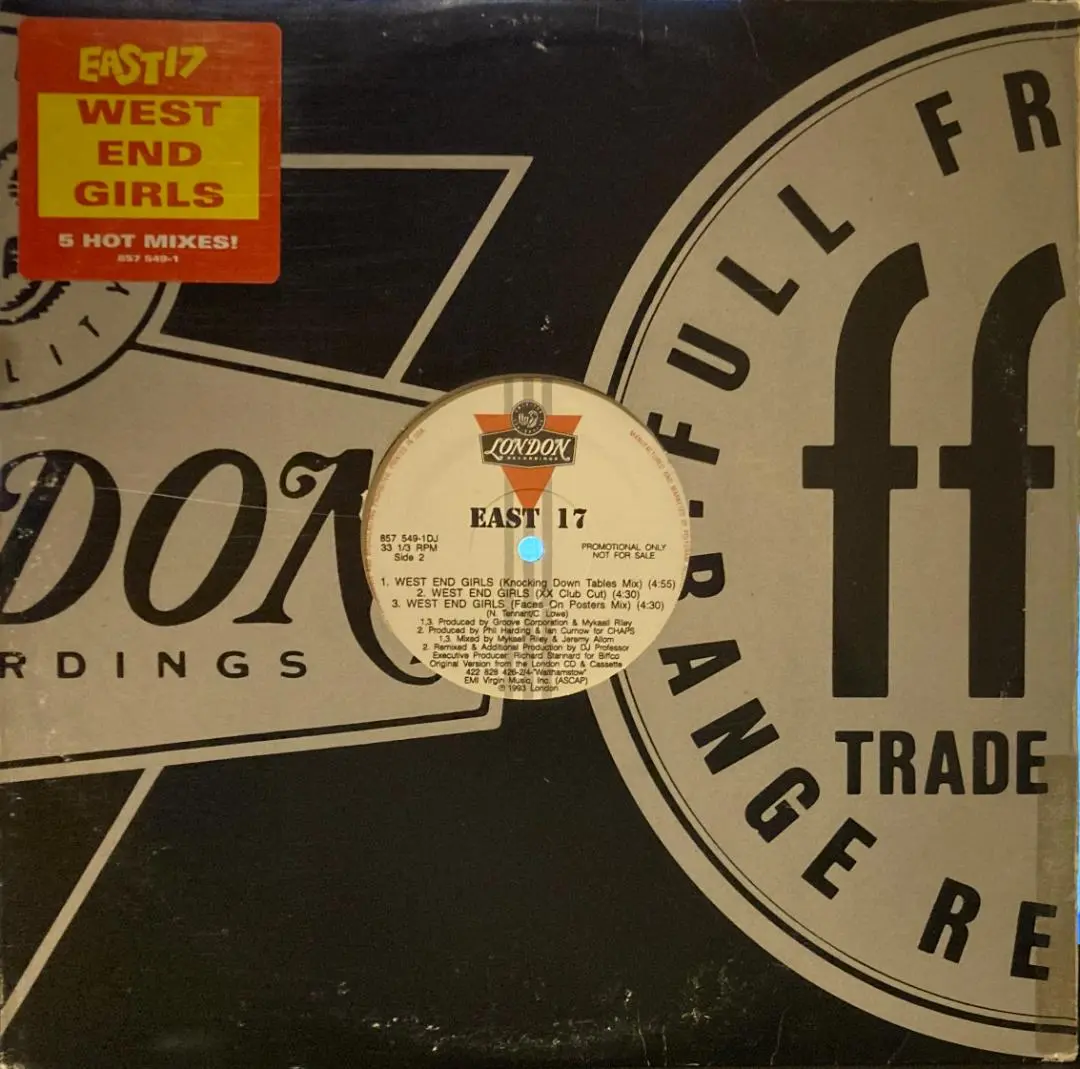 EAST 17
WEST
END
GIRLS
5 HOT MIXES!
857 549-1
LITY
DON
RDINGS
FULL FR
ff
TRADE
RANGE RE
LONDON
RECORDINGS
EAST 17
857 549-1DJ
33 1/3 RPM
Side 2
PROMOTIONAL ONLY
NOT FOR SALE
1. WEST END GIRLS (Knocking Down Tables Mix) (4:55)
2. WEST END GIRLS (XX Club Cut) (4:30)
3. WEST END GIRLS (Faces On Posters Mix) (4:30)
(N. Tennant/C. Lowe)
1,3. Produced by Groove Corporation & Mykaell Riley
2. Produced by Phil Harding & Ian Curnow for CHAPS
1,3. Mixed by Mykaell Riley & Jeremy Allom
2. Remixed & Additional Production by DJ Professor
Executive Producer: Richard Stannard for Biffco
Original Version from the London CD & Cassette
422 828 426-2/4-"Walthamstow"
EMI Virgin Music, Inc. (ASCAP)
℗ 1993 London
MANUFACTURED AND MARKETED BY